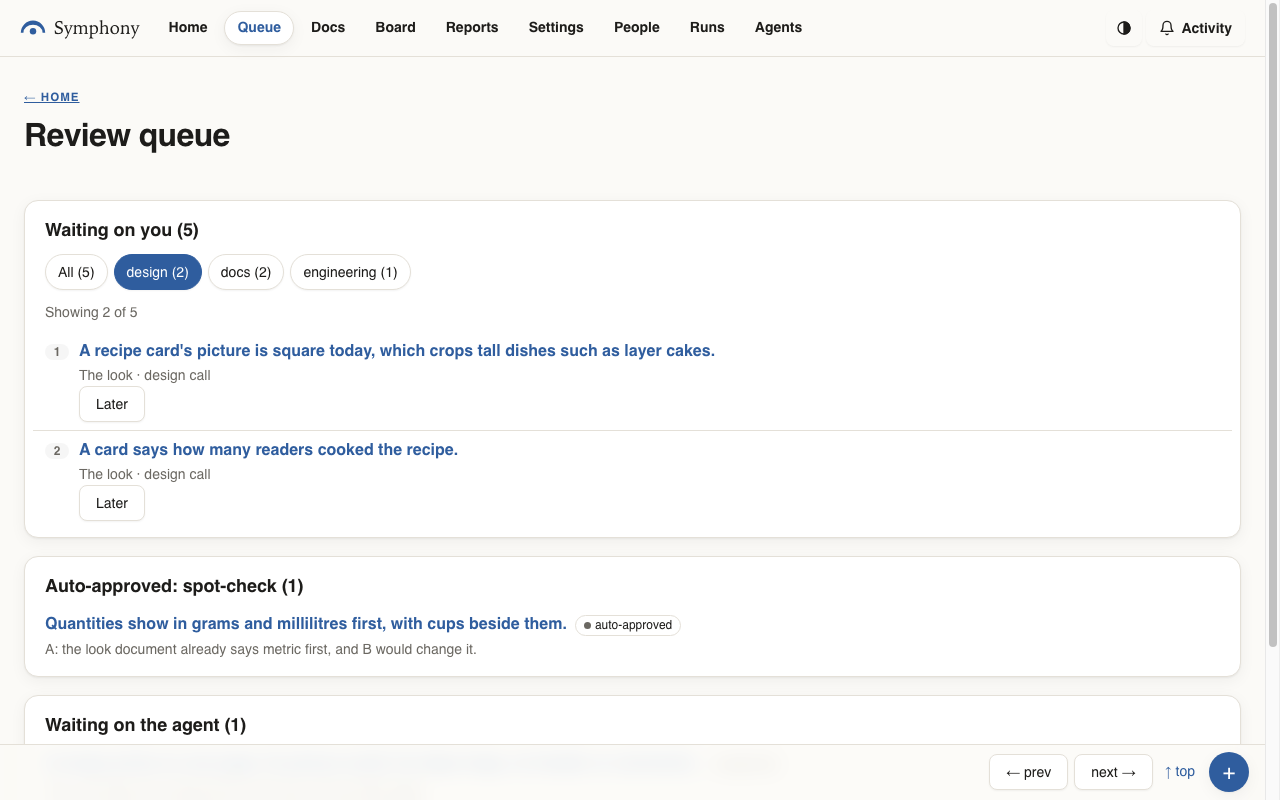 Symphony
Home
Queue
Docs
Board
Reports
Settings
People
Runs
Agents
Activity
← HOME
Review queue
Waiting on you (5)
All (5)
design (2)
docs (2)
engineering (1)
Showing 2 of 5
1
A recipe card's picture is square today, which crops tall dishes such as layer cakes.
The look · design call
Later
2
A card says how many readers cooked the recipe.
The look · design call
Later
Auto-approved: spot-check (1)
Quantities show in grams and millilitres first, with cups beside them.
auto-approved
A: the look document already says metric first, and B would change it.
Waiting on the agent (1)
← prev
next →
↑ top
+